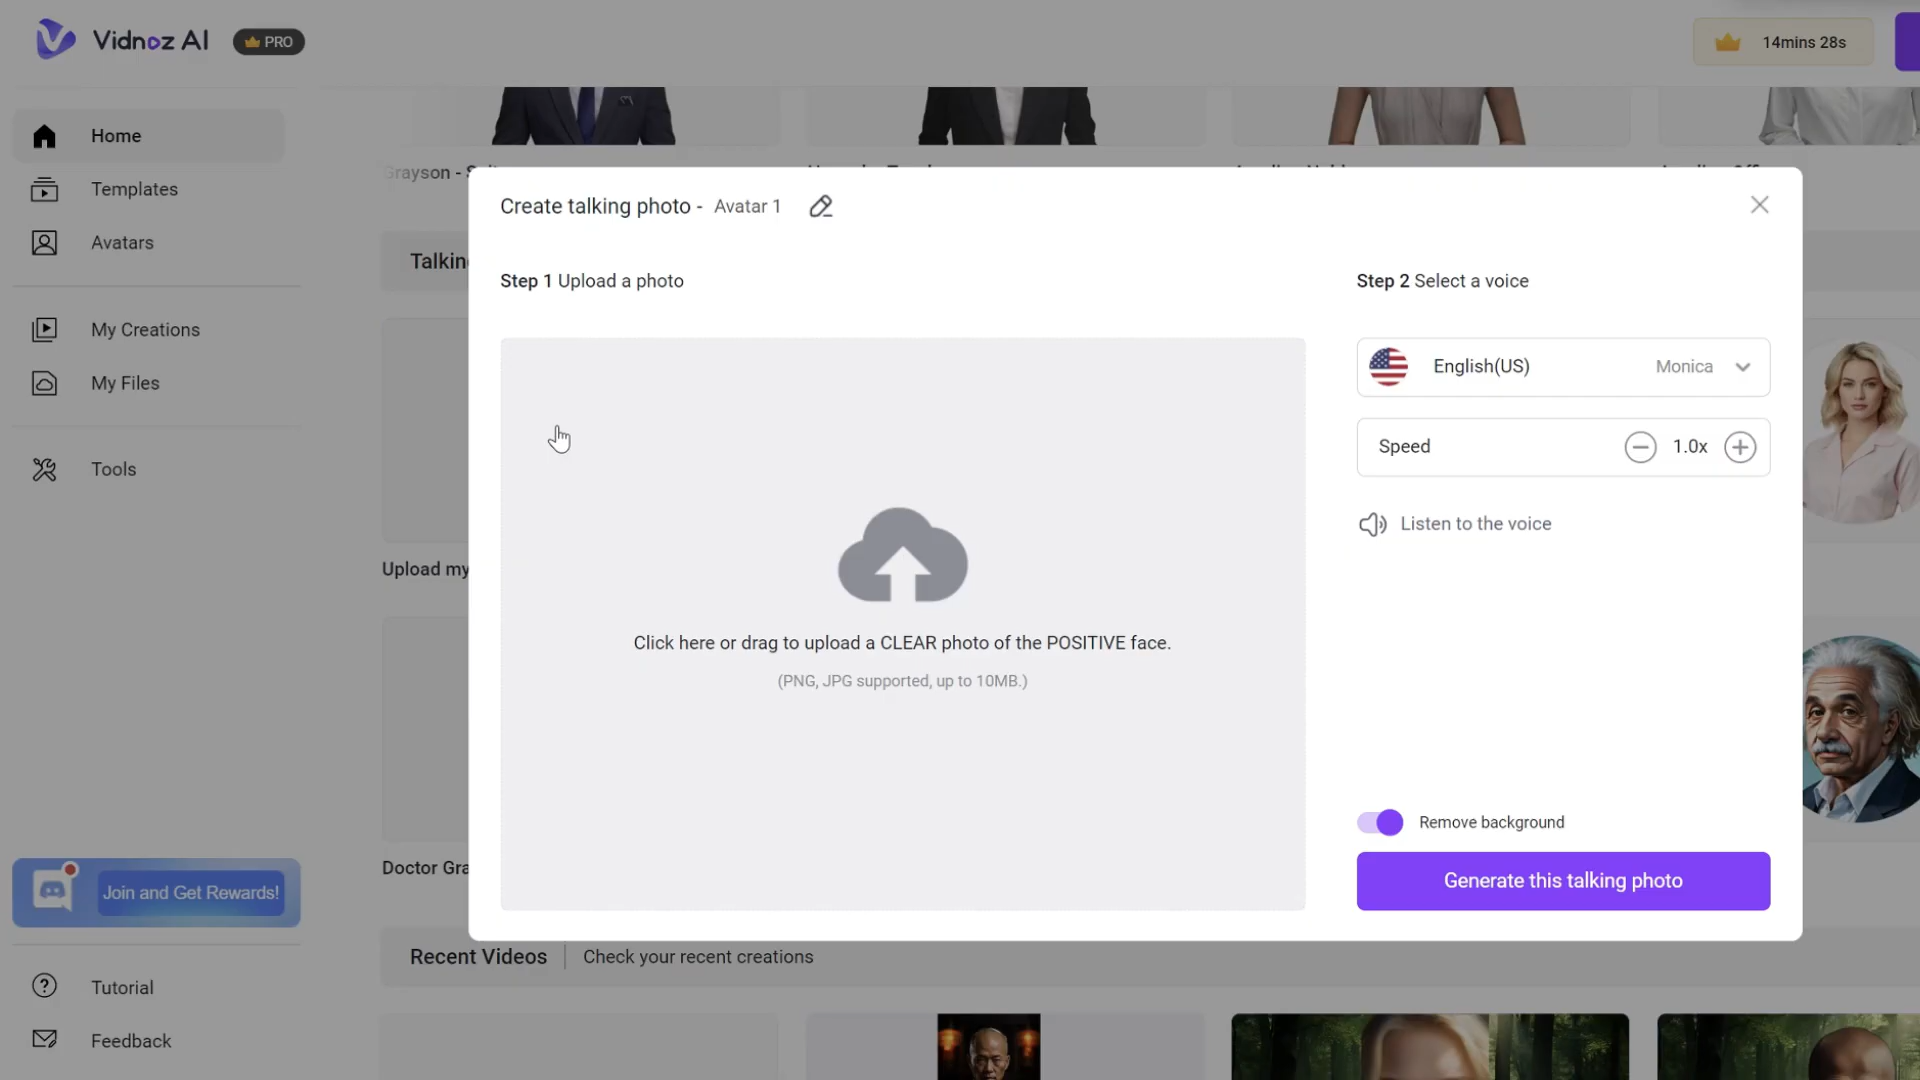 Vidnoz AI
PRO
14mins 28s
Home
Templates
Avatars
My Creations
My Files
Tools
Join and Get Rewards!
Tutorial
Feedback
Grayson -
Create talking photo - Avatar 1
Step 1 Upload a photo
Click here or drag to upload a CLEAR photo of the POSITIVE face.
(PNG, JPG supported, up to 10MB.)
Step 2 Select a voice
English(US) Monica
Speed 1.0x
Listen to the voice
Remove background
Generate this talking photo
Upload my
Recent Videos Check your recent creations